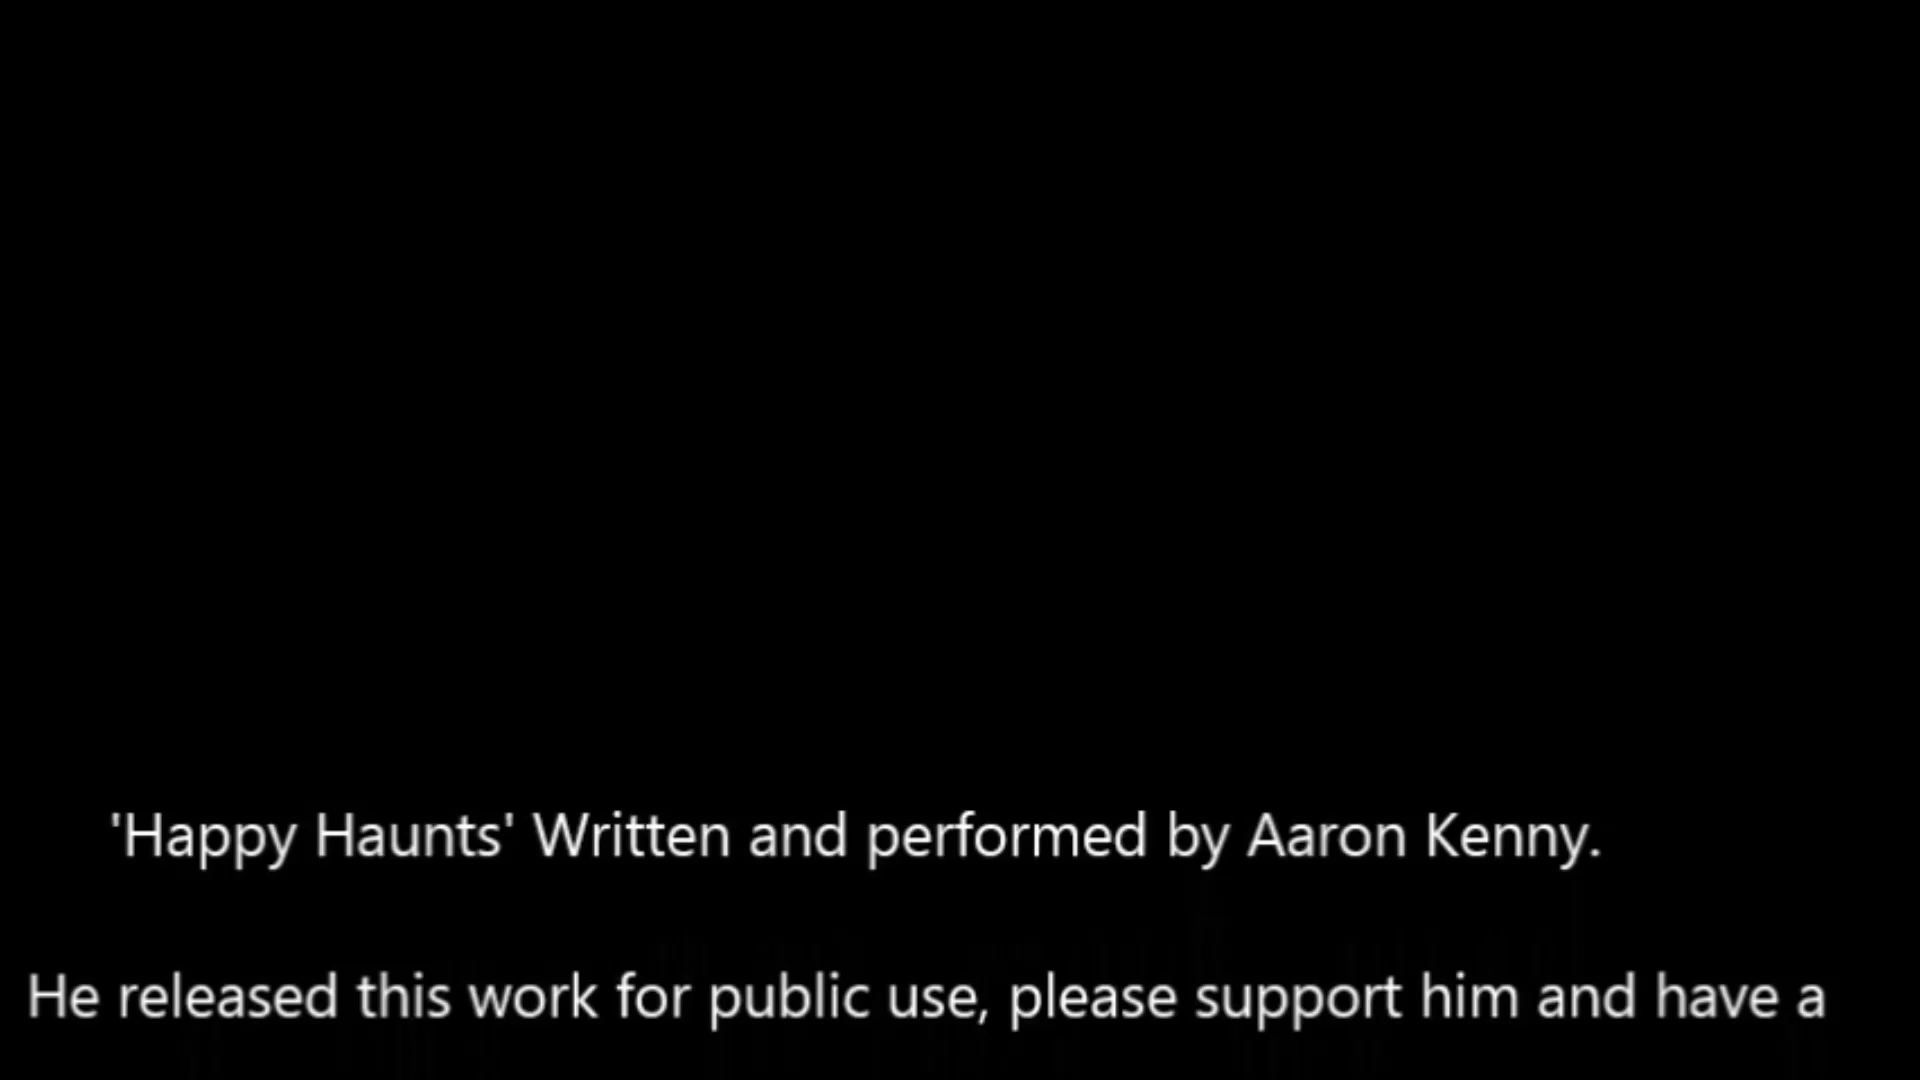 'Happy Haunts' Written and performed by Aaron Kenny.
He released this work for public use, please support him and have a